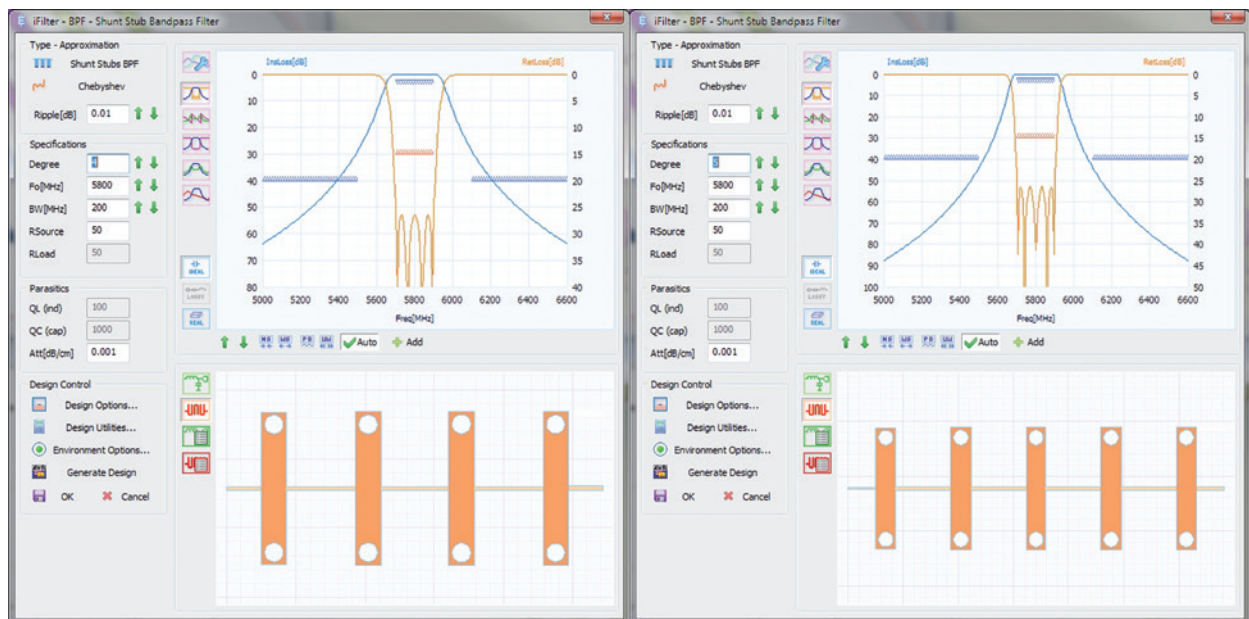 iFilter - BPF - Shunt Stub Bandpass Filter
Type - Approximation
Shunt Stubs BPF
Chebyshev
Ripple[dB] 0.01
Specifications
Degree 4
Fo[MHz] 5800
BW[MHz] 200
RSource 50
RLoad 50
Parasitics
QL (ind) 100
QC (cap) 1000
Att[dB/cm] 0.001
Design Control
Design Options...
Design Utilities...
Environment Options...
Generate Design
OK Cancel
IDEAL
LOSSY
REAL
InsLoss[dB] RetLoss[dB]
0 0
10 5
20 10
30 15
40 20
50 25
60 30
70 35
80 40
5000 5200 5400 5600 5800 6000 6200 6400 6600
Freq[MHz]
Auto Add
iFilter - BPF - Shunt Stub Bandpass Filter
Type - Approximation
Shunt Stubs BPF
Chebyshev
Ripple[dB] 0.01
Specifications
Degree 5
Fo[MHz] 5800
BW[MHz] 200
RSource 50
RLoad 50
Parasitics
QL (ind) 100
QC (cap) 1000
Att[dB/cm] 0.001
Design Control
Design Options...
Design Utilities...
Environment Options...
Generate Design
OK Cancel
IDEAL
LOSSY
REAL
InsLoss[dB] RetLoss[dB]
0 0
10 5
20 10
30 15
40 20
50 25
60 30
70 35
80 40
90 45
100 50
5000 5200 5400 5600 5800 6000 6200 6400 6600
Freq[MHz]
Auto Add